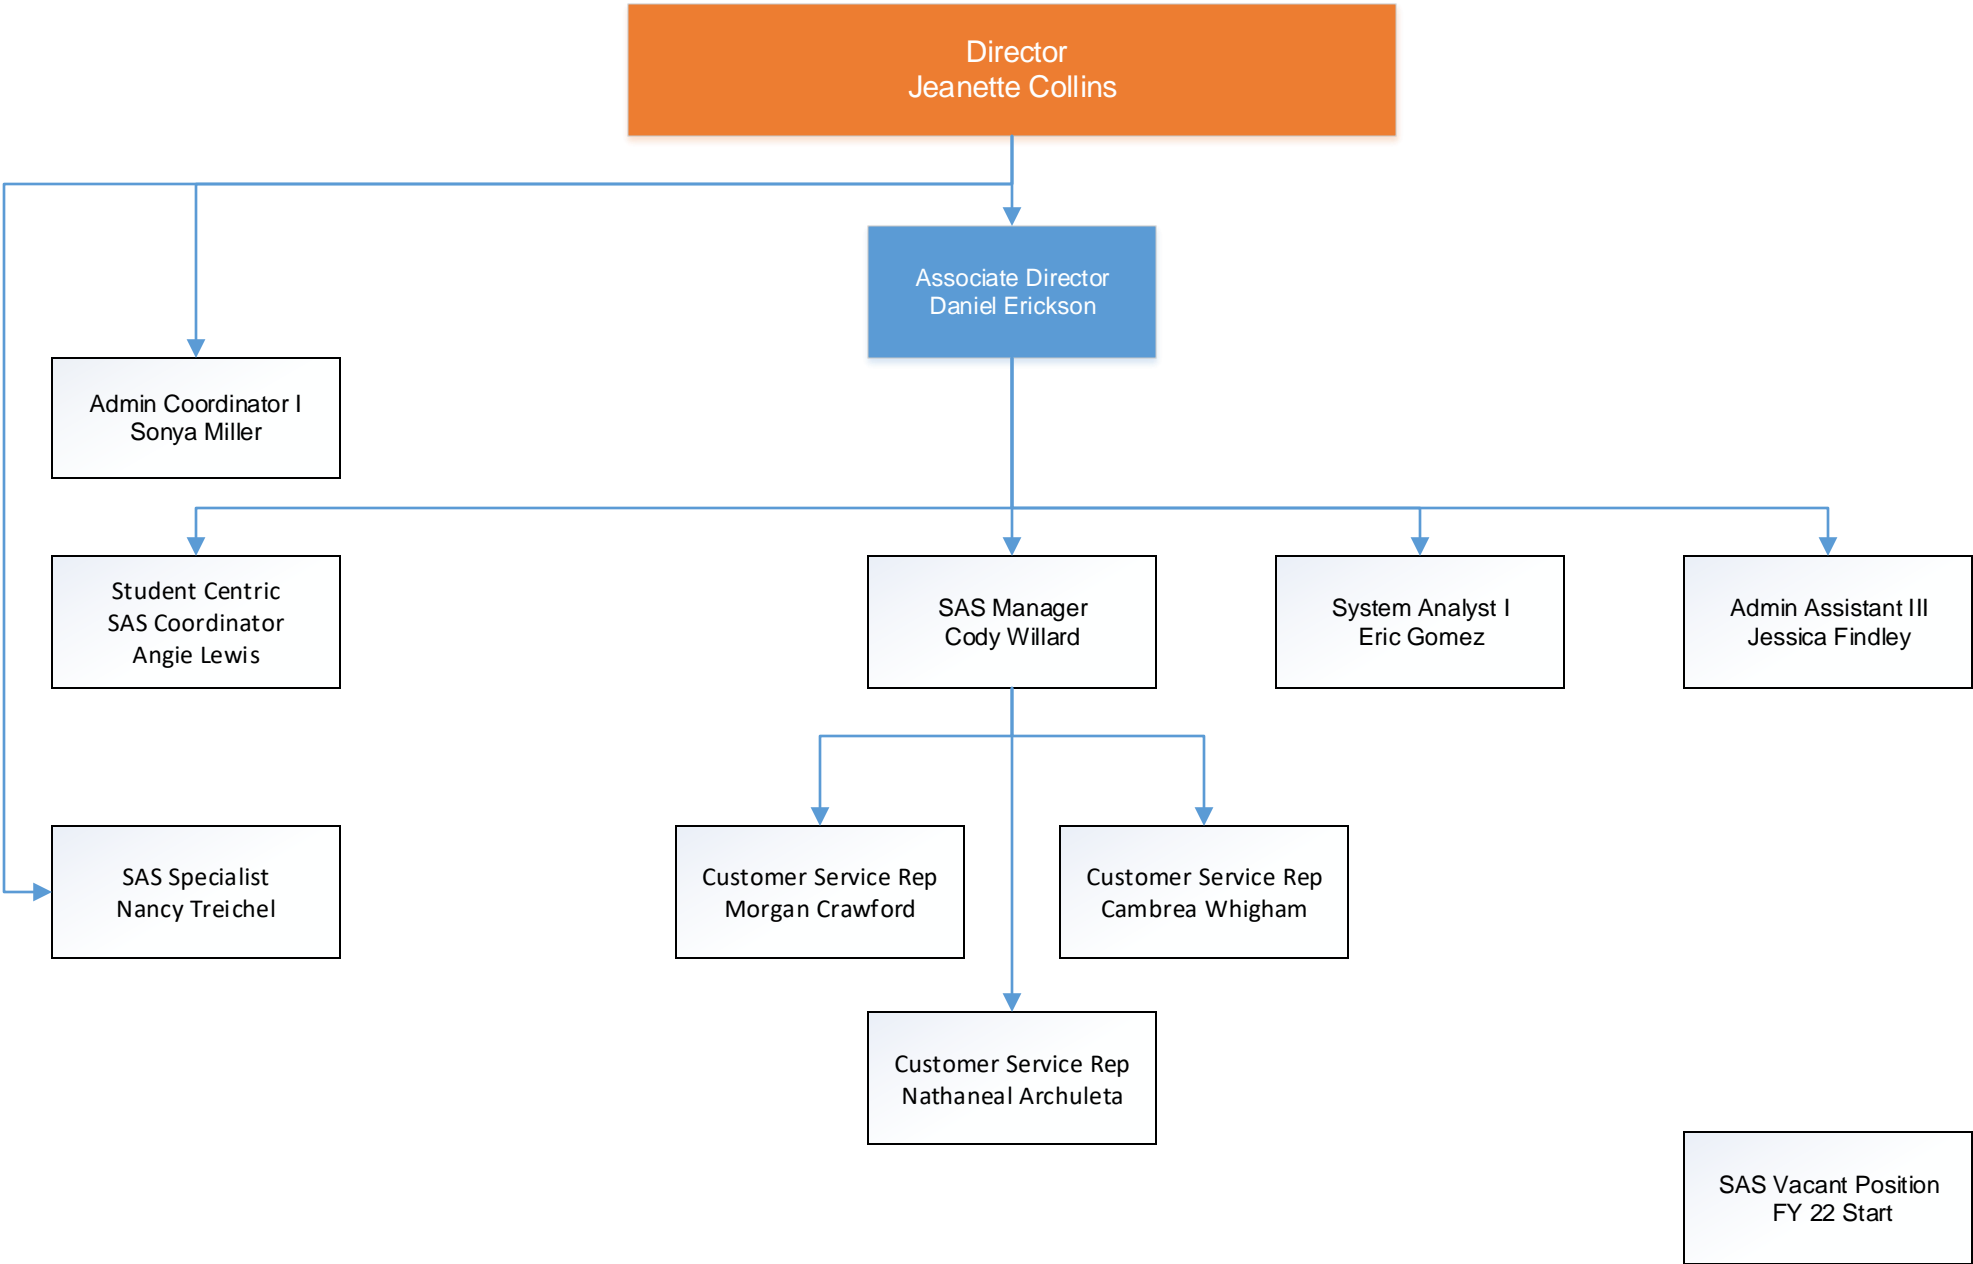 Director
Jeanette Collins
Associate Director
Daniel Erickson
Admin Coordinator I
Sonya Miller
Student Centric
SAS Coordinator
Angie Lewis
SAS Manager
Cody Willard
System Analyst I
Eric Gomez
Admin Assistant III
Jessica Findley
SAS Specialist
Nancy Treichel
Customer Service Rep
Morgan Crawford
Customer Service Rep
Cambrea Whigham
Customer Service Rep
Nathaneal Archuleta
SAS Vacant Position
FY 22 Start